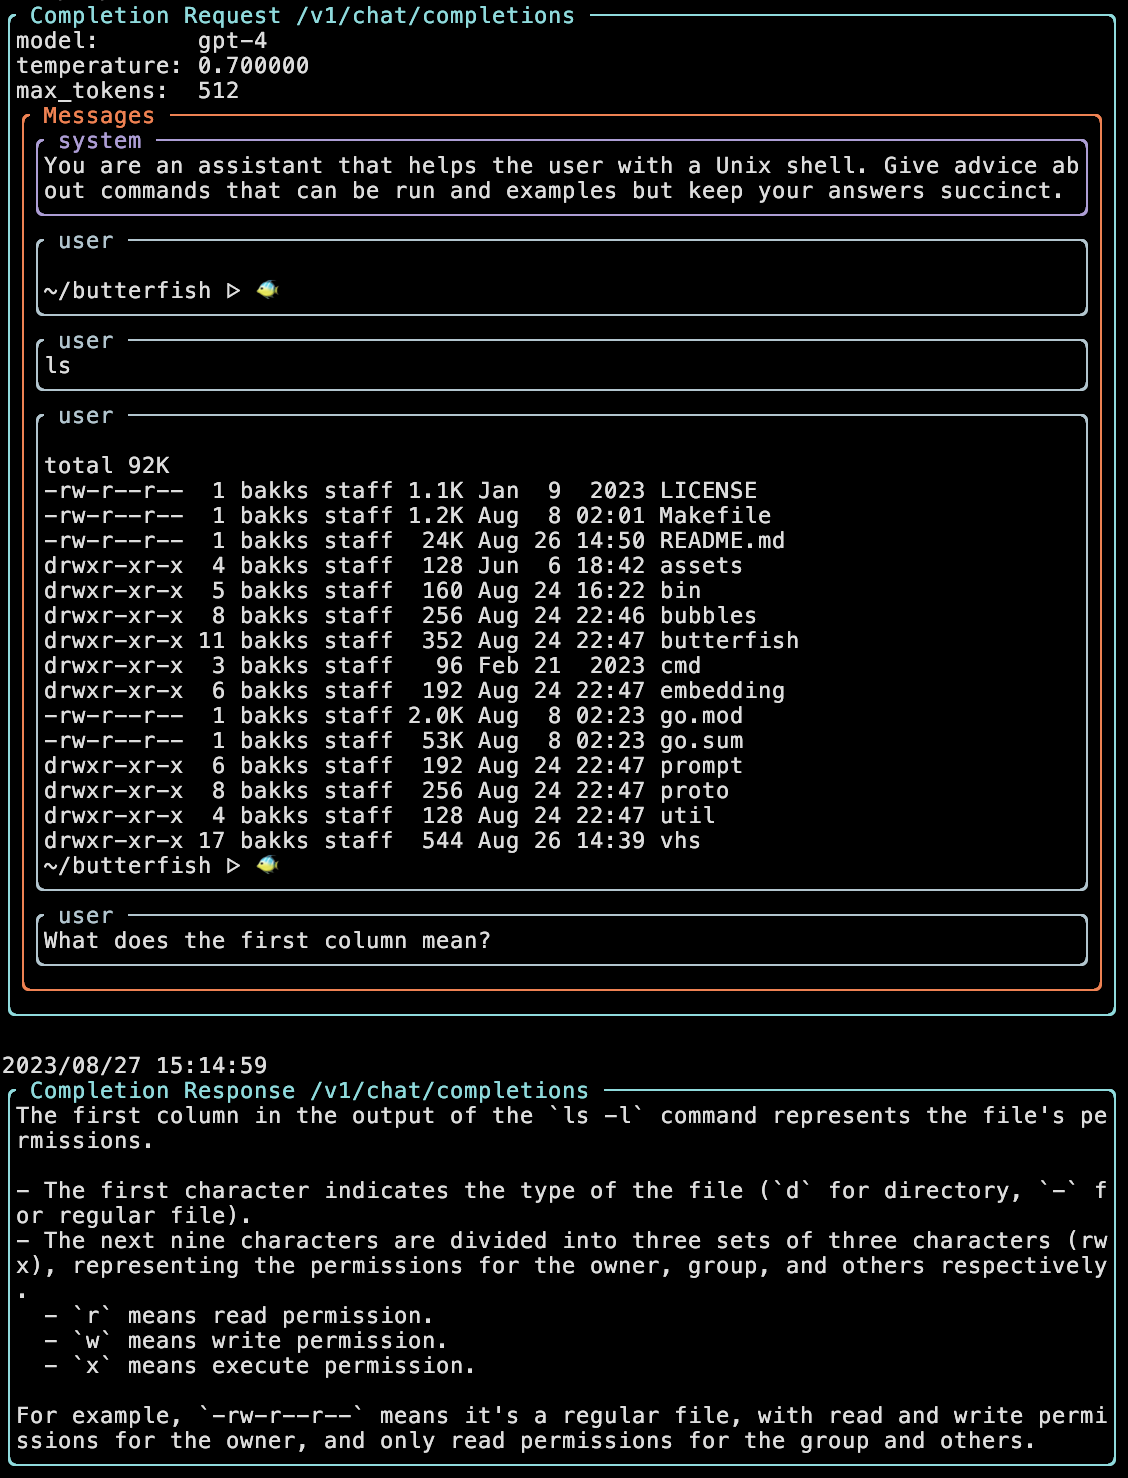 Completion Request /v1/chat/completions
model:       gpt-4
temperature: 0.700000
max_tokens:  512
Messages
system
You are an assistant that helps the user with a Unix shell. Give advice ab
out commands that can be run and examples but keep your answers succinct.
user
~/butterfish ᐅ 🐠
user
ls
user
total 92K
-rw-r--r--  1 bakks staff 1.1K Jan  9  2023 LICENSE
-rw-r--r--  1 bakks staff 1.2K Aug  8 02:01 Makefile
-rw-r--r--  1 bakks staff  24K Aug 26 14:50 README.md
drwxr-xr-x  4 bakks staff  128 Jun  6 18:42 assets
drwxr-xr-x  5 bakks staff  160 Aug 24 16:22 bin
drwxr-xr-x  8 bakks staff  256 Aug 24 22:46 bubbles
drwxr-xr-x 11 bakks staff  352 Aug 24 22:47 butterfish
drwxr-xr-x  3 bakks staff   96 Feb 21  2023 cmd
drwxr-xr-x  6 bakks staff  192 Aug 24 22:47 embedding
-rw-r--r--  1 bakks staff 2.0K Aug  8 02:23 go.mod
-rw-r--r--  1 bakks staff  53K Aug  8 02:23 go.sum
drwxr-xr-x  6 bakks staff  192 Aug 24 22:47 prompt
drwxr-xr-x  8 bakks staff  256 Aug 24 22:47 proto
drwxr-xr-x  4 bakks staff  128 Aug 24 22:47 util
drwxr-xr-x 17 bakks staff  544 Aug 26 14:39 vhs
~/butterfish ᐅ 🐠
user
What does the first column mean?
2023/08/27 15:14:59
Completion Response /v1/chat/completions
The first column in the output of the `ls -l` command represents the file's pe
rmissions.
- The first character indicates the type of the file (`d` for directory, `-` f
or regular file).
- The next nine characters are divided into three sets of three characters (rw
x), representing the permissions for the owner, group, and others respectively
.
  - `r` means read permission.
  - `w` means write permission.
  - `x` means execute permission.
For example, `-rw-r--r--` means it's a regular file, with read and write permi
ssions for the owner, and only read permissions for the group and others.